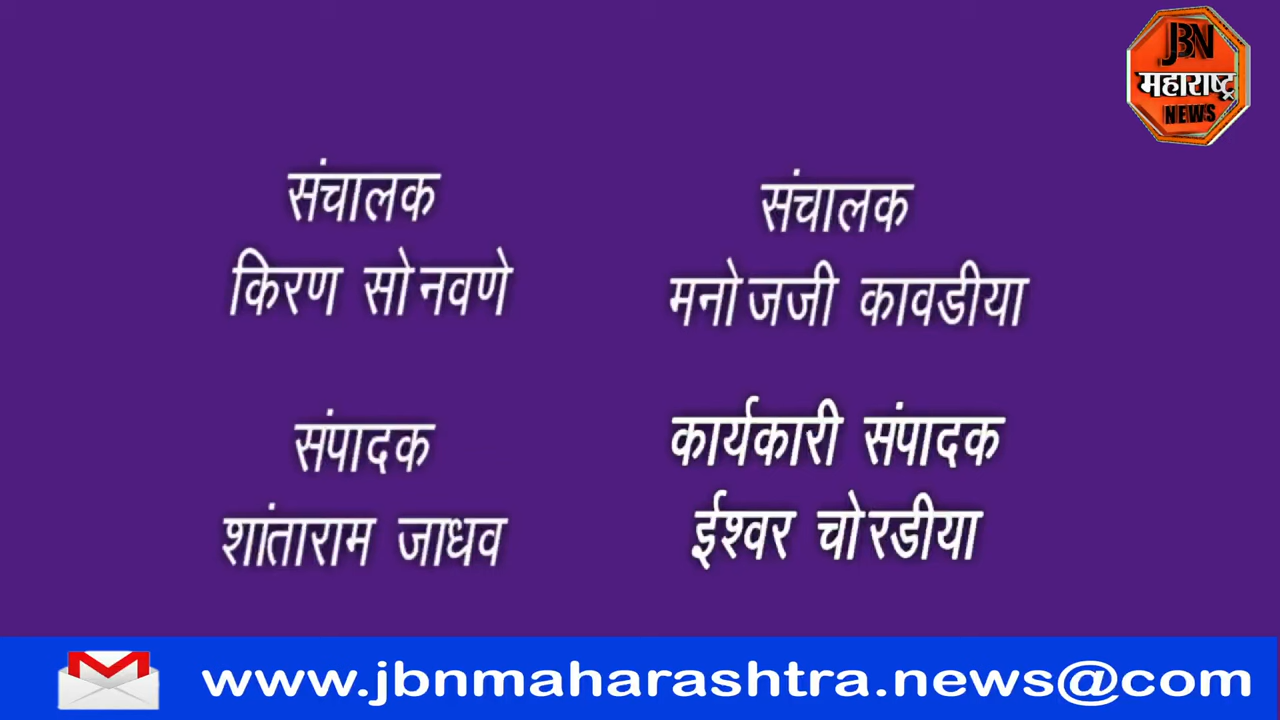 JBN
महाराष्ट्र
NEWS
संचालक
किरण सोनवणे
संचालक
मनोजजी कावडीया
संपादक
शांताराम जाधव
कार्यकारी संपादक
ईश्वर चोरडीया
www.jbnmaharashtra.news@com